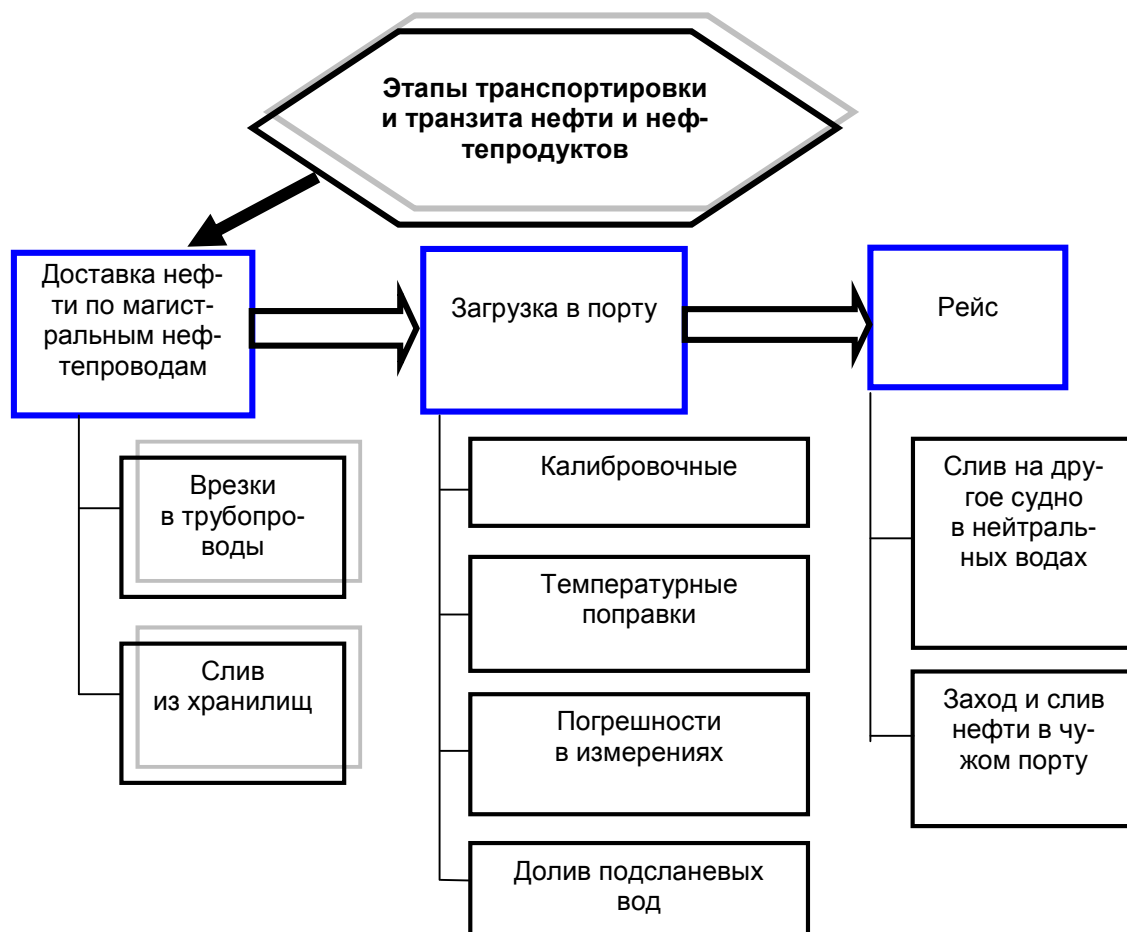 Этапы транспортировки
и транзита нефти и неф-
тепродуктов
Доставка неф-
ти по магист-
ральным неф-
тепроводам
Загрузка в порту
Рейс
Врезки
в трубопро-
воды
Слив
из хранилищ
Калибровочные
Температурные
поправки
Погрешности
в измерениях
Долив подсланевых
вод
Слив на дру-
гое судно
в нейтраль-
ных водах
Заход и слив
нефти в чу-
жом порту